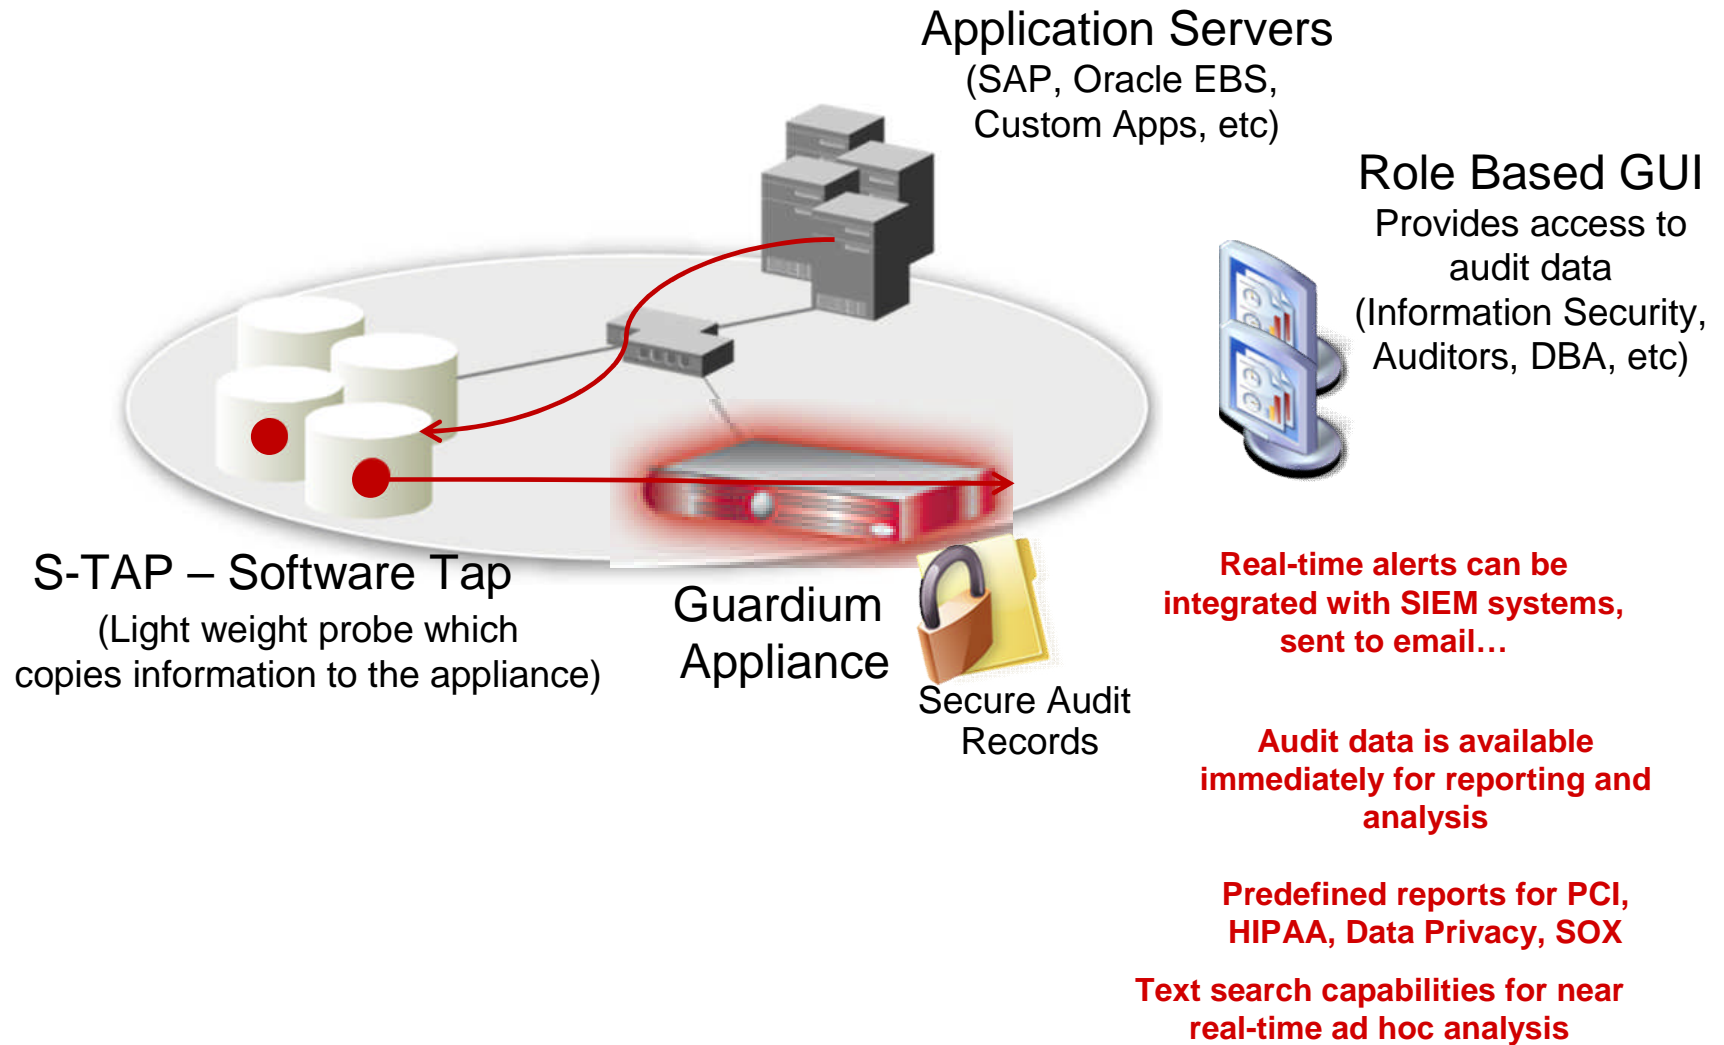 Application Servers
(SAP, Oracle EBS,
Custom Apps, etc)
Role Based GUI
Provides access to
audit data
(Information Security,
Auditors, DBA, etc)
S-TAP – Software Tap
(Light weight probe which
copies information to the appliance)
Guardium
Appliance
Secure Audit
Records
Real-time alerts can be
integrated with SIEM systems,
sent to email…
Audit data is available
immediately for reporting and
analysis
Predefined reports for PCI,
HIPAA, Data Privacy, SOX
Text search capabilities for near
real-time ad hoc analysis